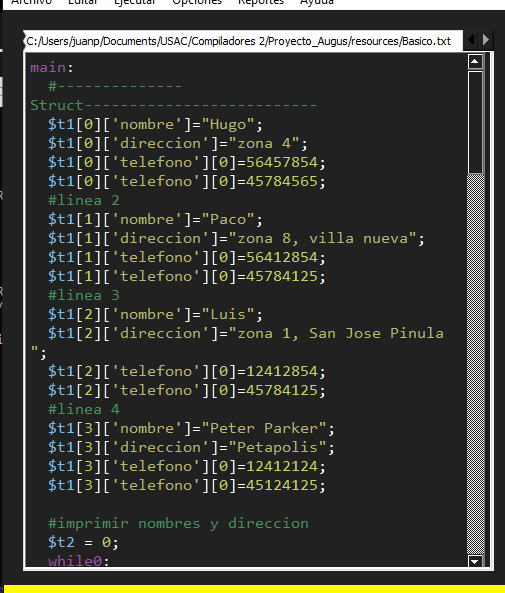 Archivo Editar Ejecutar Opciones Reportes Ayuda
C:/Users/juanp/Documents/USAC/Compiladores 2/Proyecto_Augus/resources/Basico.txt
main:
#--------------
Struct--------------------------
$t1[0]['nombre']="Hugo";
$t1[0]['direccion']="zona 4";
$t1[0]['telefono'][0]=56457854;
$t1[0]['telefono'][0]=45784565;
#linea 2
$t1[1]['nombre']="Paco";
$t1[1]['direccion']="zona 8, villa nueva";
$t1[1]['telefono'][0]=56412854;
$t1[1]['telefono'][0]=45784125;
#linea 3
$t1[2]['nombre']="Luis";
$t1[2]['direccion']="zona 1, San Jose Pinula
";
$t1[2]['telefono'][0]=12412854;
$t1[2]['telefono'][0]=45784125;
#linea 4
$t1[3]['nombre']="Peter Parker";
$t1[3]['direccion']="Petapolis";
$t1[3]['telefono'][0]=12412124;
$t1[3]['telefono'][0]=45124125;
#imprimir nombres y direccion
$t2 = 0;
while0: